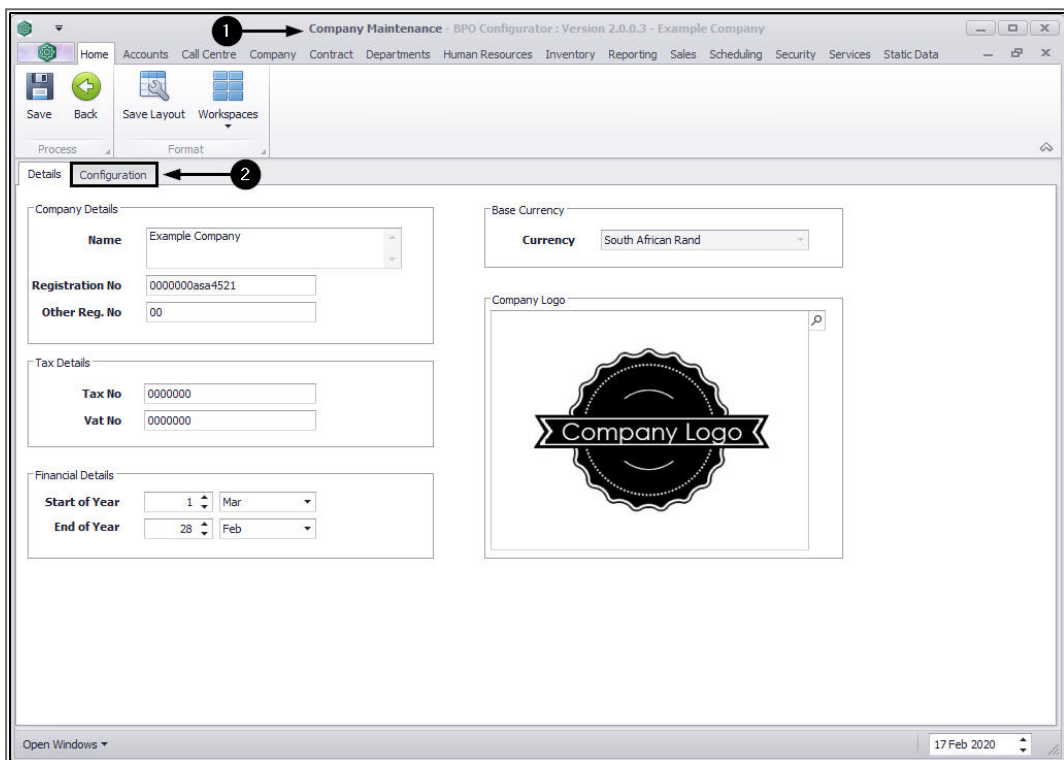 1
Company Maintenance - BPO Configurator : Version 2.0.0.3 - Example Company
Home Accounts Call Centre Company Contract Departments Human Resources Inventory Reporting Sales Scheduling Security Services Static Data
Save Back Save Layout Workspaces
Process Format
Details Configuration 2
Company Details
Name Example Company
Registration No 0000000asa4521
Other Reg. No 00
Tax Details
Tax No 0000000
Vat No 0000000
Financial Details
Start of Year 1 Mar
End of Year 28 Feb
Base Currency
Currency South African Rand
Company Logo
Company Logo
Open Windows 17 Feb 2020